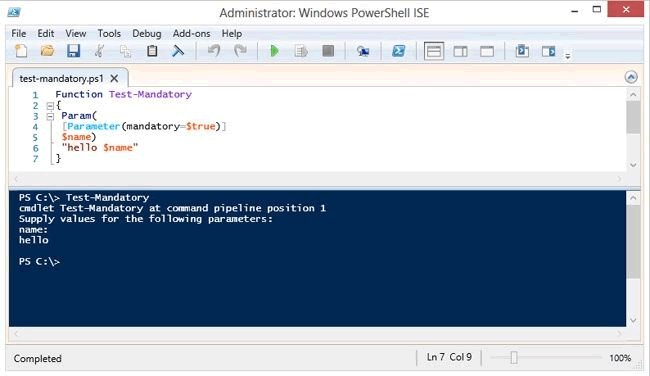 Administrator: Windows PowerShell ISE
File Edit View Tools Debug Add-ons Help
test-mandatory.ps1
1 Function Test-Mandatory
2 {
3 Param(
4 [Parameter(mandatory=$true)]
5 $name)
6 "hello $name"
7 }
PS C:\> Test-Mandatory
cmdlet Test-Mandatory at command pipeline position 1
Supply values for the following parameters:
name:
hello
PS C:\>
Completed Ln 7 Col 9 100%